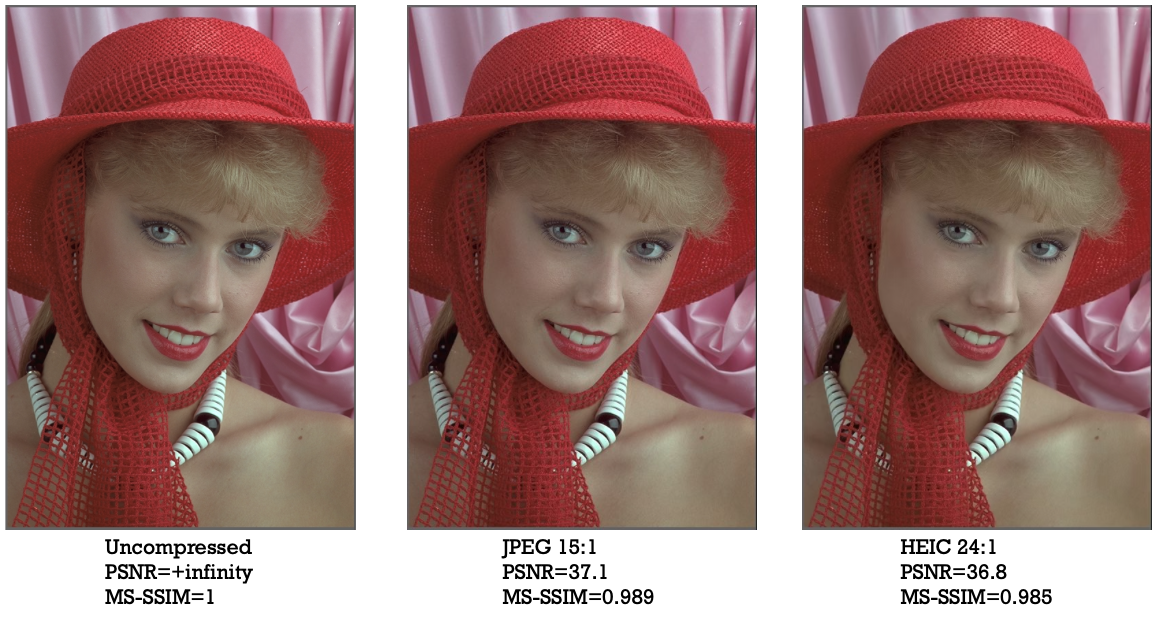 Uncompressed
PSNR=+infinity
MS-SSIM=1
JPEG 15:1
PSNR=37.1
MS-SSIM=0.989
HEIC 24:1
PSNR=36.8
MS-SSIM=0.985